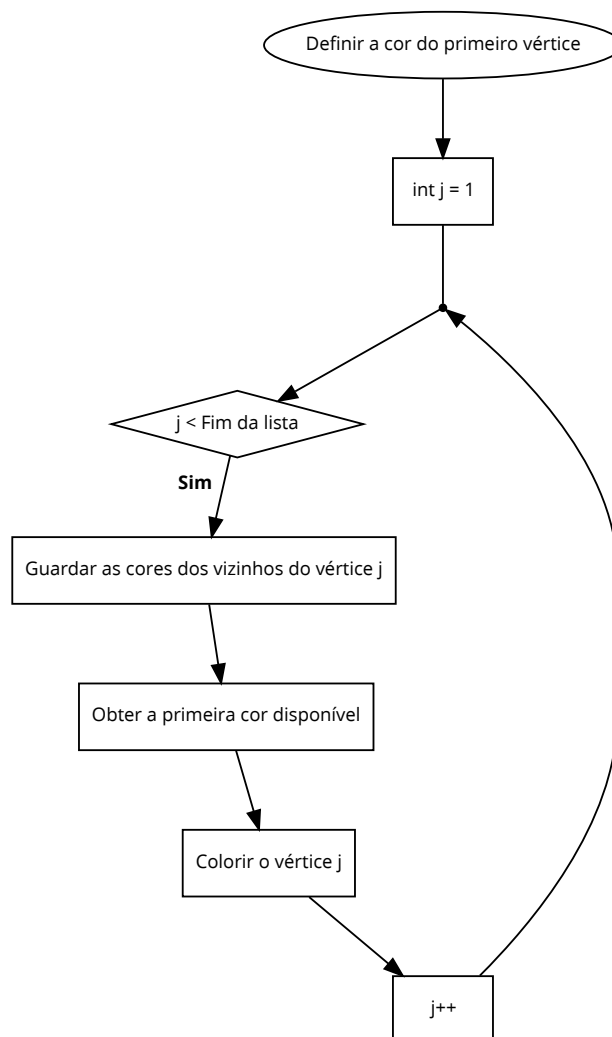 Definir a cor do primeiro vértice
int j = 1
j < Fim da lista
Sim
Guardar as cores dos vizinhos do vértice j
Obter a primeira cor disponível
Colorir o vértice j
j++